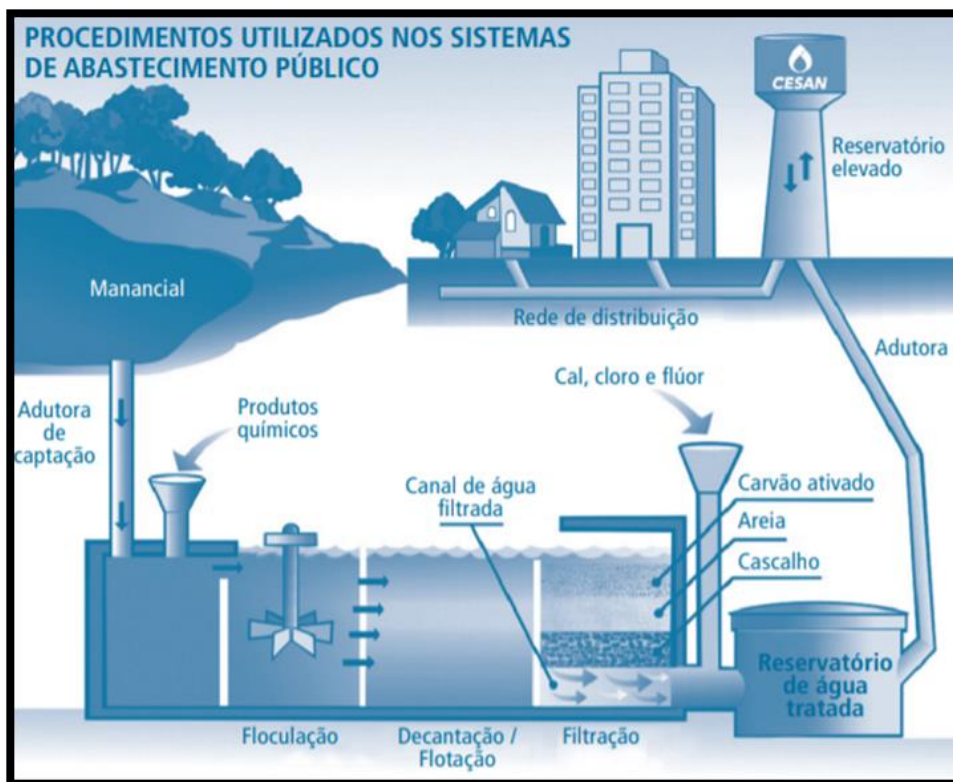 PROCEDIMENTOS UTILIZADOS NOS SISTEMAS
DE ABASTECIMENTO PÚBLICO
CESAN
Reservatório
elevado
Manancial
Rede de distribuição
Adutora
Adutora
de
captação
Produtos
químicos
Cal, cloro e flúor
Canal de água
filtrada
Carvão ativado
Areia
Cascalho
Reservatório
de água
tratada
Floculação
Decantação /
Flotação
Filtração